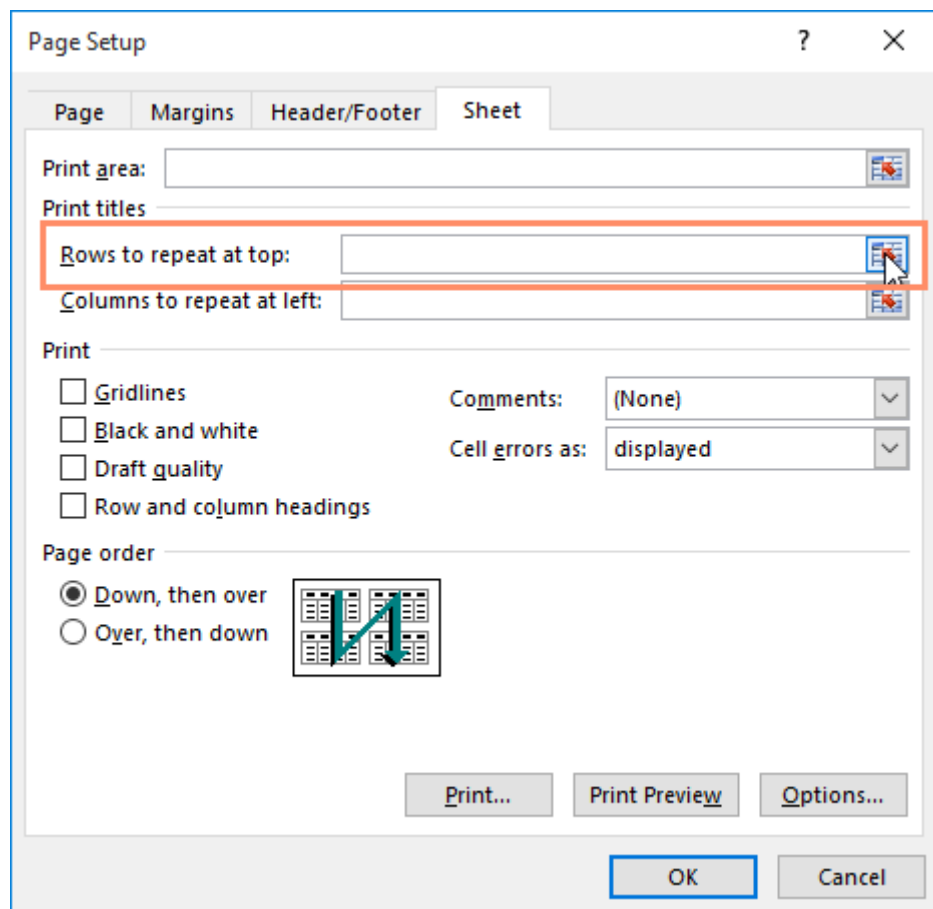 Page Setup ?
Page Margins Header/Footer Sheet
Print area:
Print titles
Rows to repeat at top:
Columns to repeat at left:
Print
Gridlines
Black and white
Draft quality
Row and column headings
Comments: (None)
Cell errors as: displayed
Page order
Down, then over
Over, then down
Print... Print Preview Options...
OK Cancel